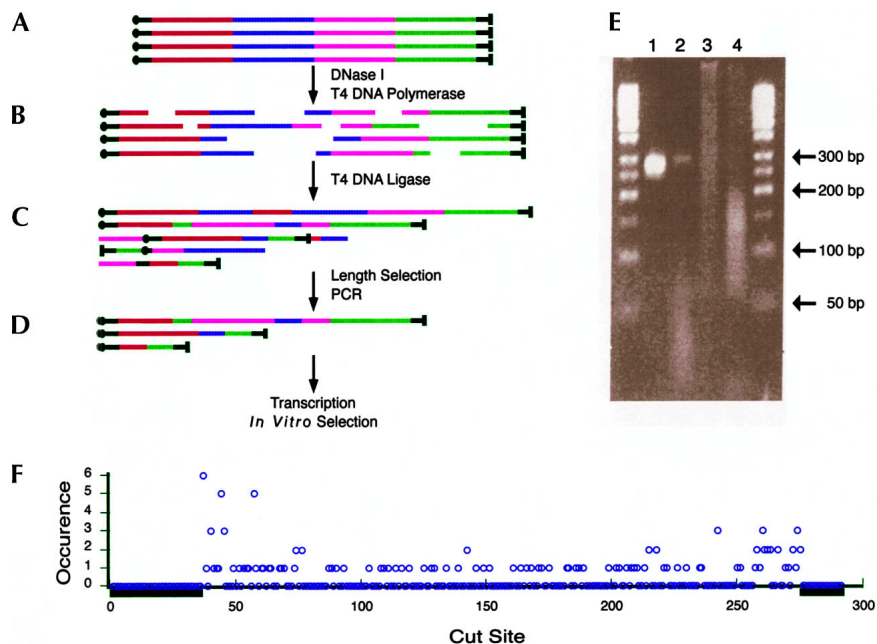 A
DNase I
T4 DNA Polymerase
B
T4 DNA Ligase
C
Length Selection
PCR
D
Transcription
In Vitro Selection
E
1 2 3 4
300 bp
200 bp
100 bp
50 bp
F
Occurence
6
5
4
3
2
1
0
0 50 100 150 200 250 300
Cut Site